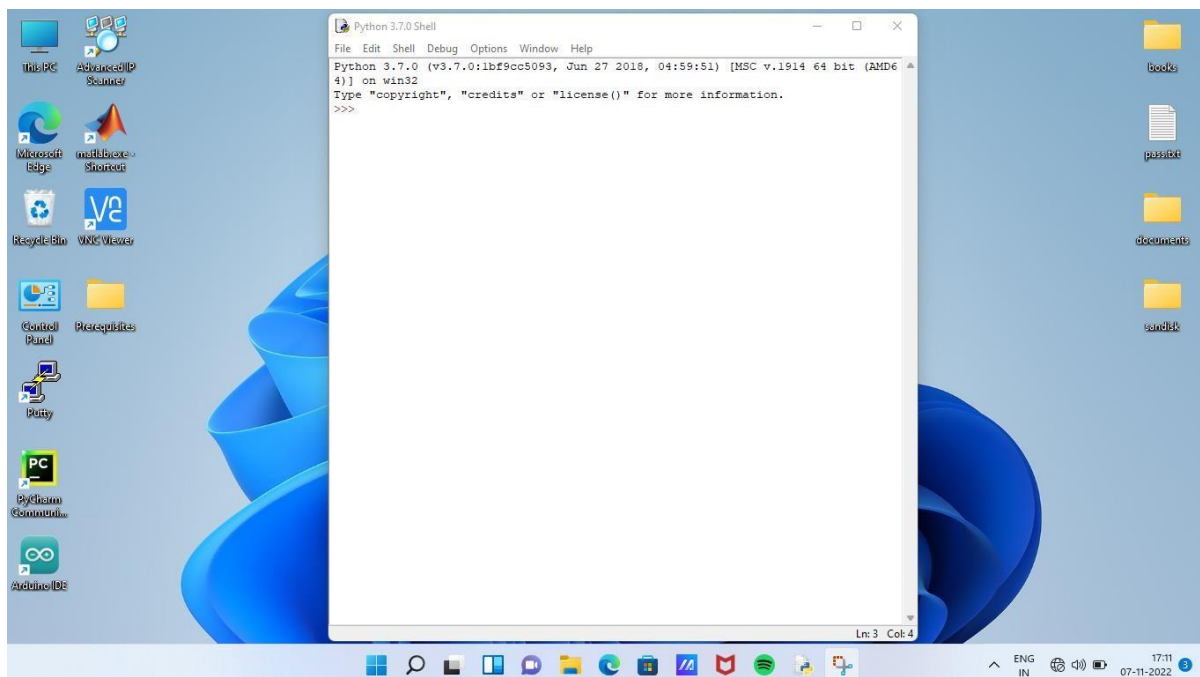 This PC
Advanced IP
Scanner
Microsoft
Edge
matlab.exe -
Shortcut
Recycle Bin
VNC Viewer
Control
Panel
Prerequisites
Putty
PyCharm
Communi...
Arduino IDE
Python 3.7.0 Shell
File Edit Shell Debug Options Window Help
Python 3.7.0 (v3.7.0:1bf9cc5093, Jun 27 2018, 04:59:51) [MSC v.1914 64 bit (AMD6
4)] on win32
Type "copyright", "credits" or "license()" for more information.
>>>
Ln: 3 Col: 4
books
pass.txt
documents
sandisk
ENG
IN
17:11
07-11-2022
3